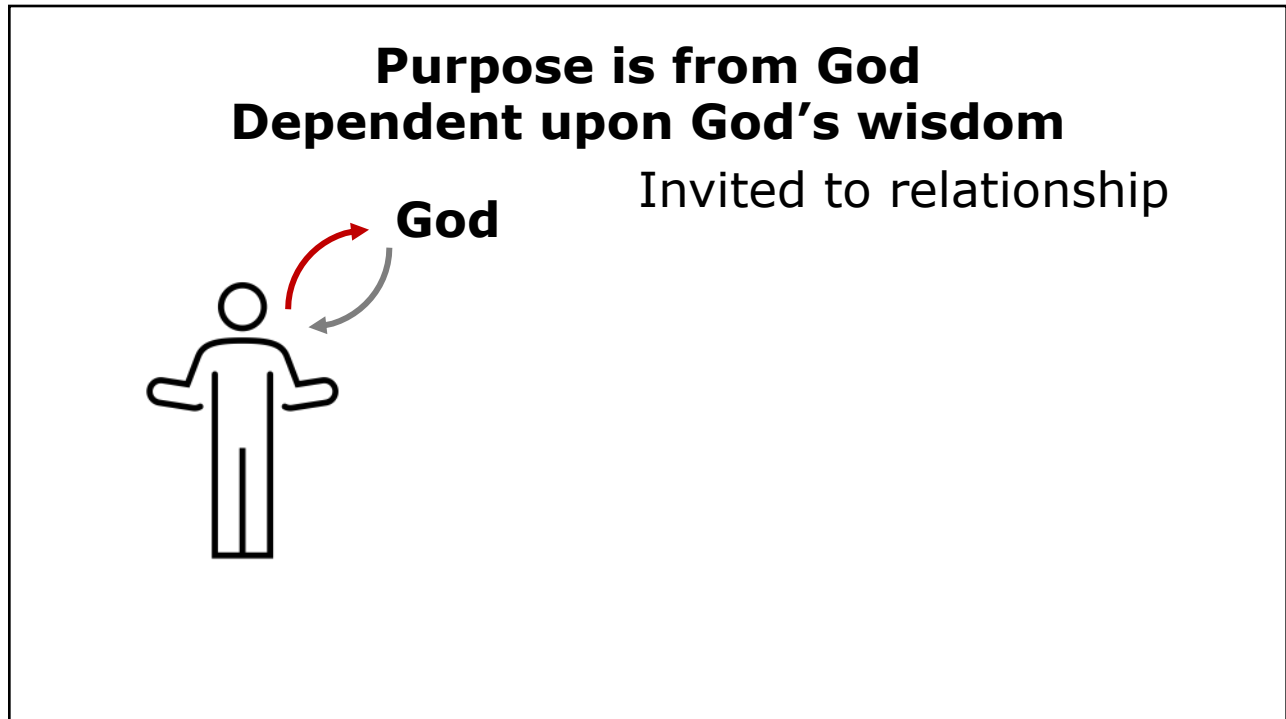 Purpose is from God
Dependent upon God’s wisdom
Invited to relationship
God